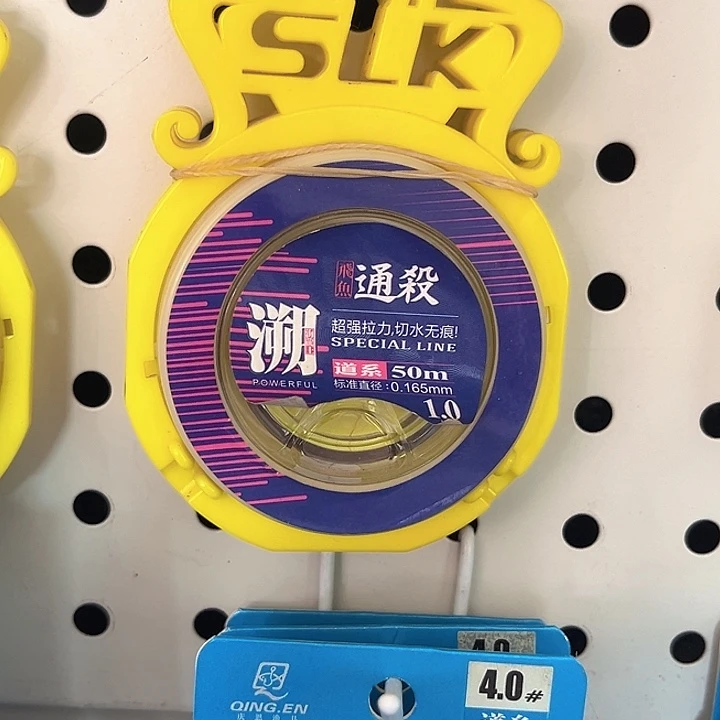 SLK
飛魚
通殺
溯
超强拉力,切水无痕!
SPECIAL LINE
道系 50m
POWERFUL
标准直径:0.165mm
1.0
4.0#
QING.EN